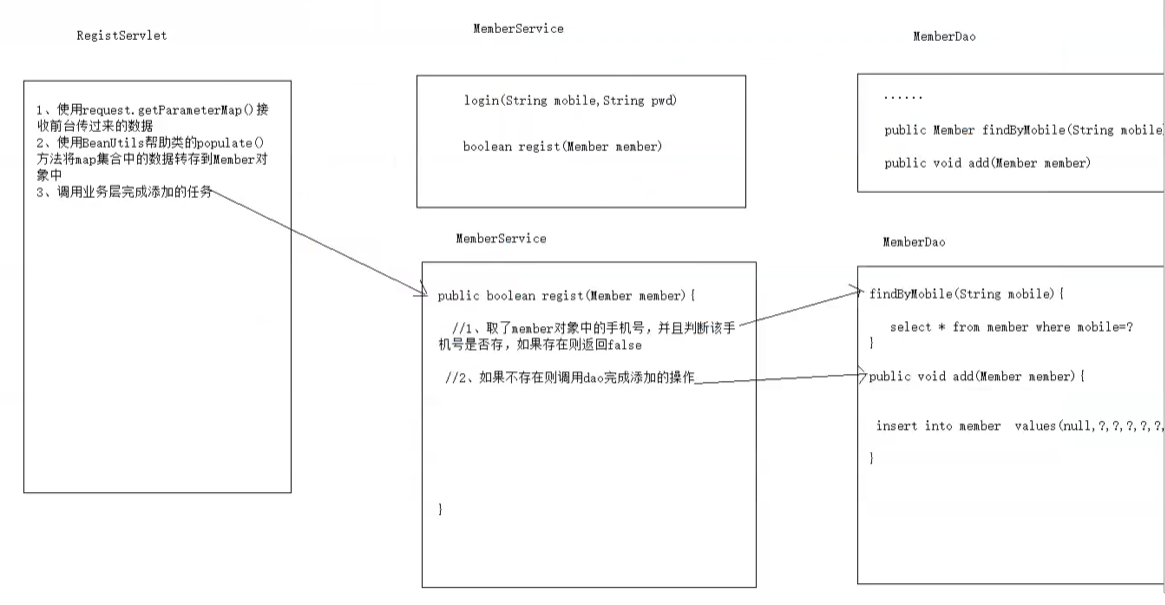 RegistServlet
1、使用request.getParameterMap()接
收前台传过来的数据
2、使用BeanUtils帮助类的populate()
方法将map集合中的数据转存到Member对
象中
3、调用业务层完成添加的任务
MemberService
login(String mobile,String pwd)
boolean regist(Member member)
MemberDao
......
public Member findByMobile(String mobile)
public void add(Member member)
MemberService
public boolean regist(Member member){
//1、取了member对象中的手机号，并且判断该手
机号是否存，如果存在则返回false
//2、如果不存在则调用dao完成添加的操作
}
MemberDao
findByMobile(String mobile){
select * from member where mobile=?
}
public void add(Member member){
insert into member values(null,?,?,?,?,?,
}